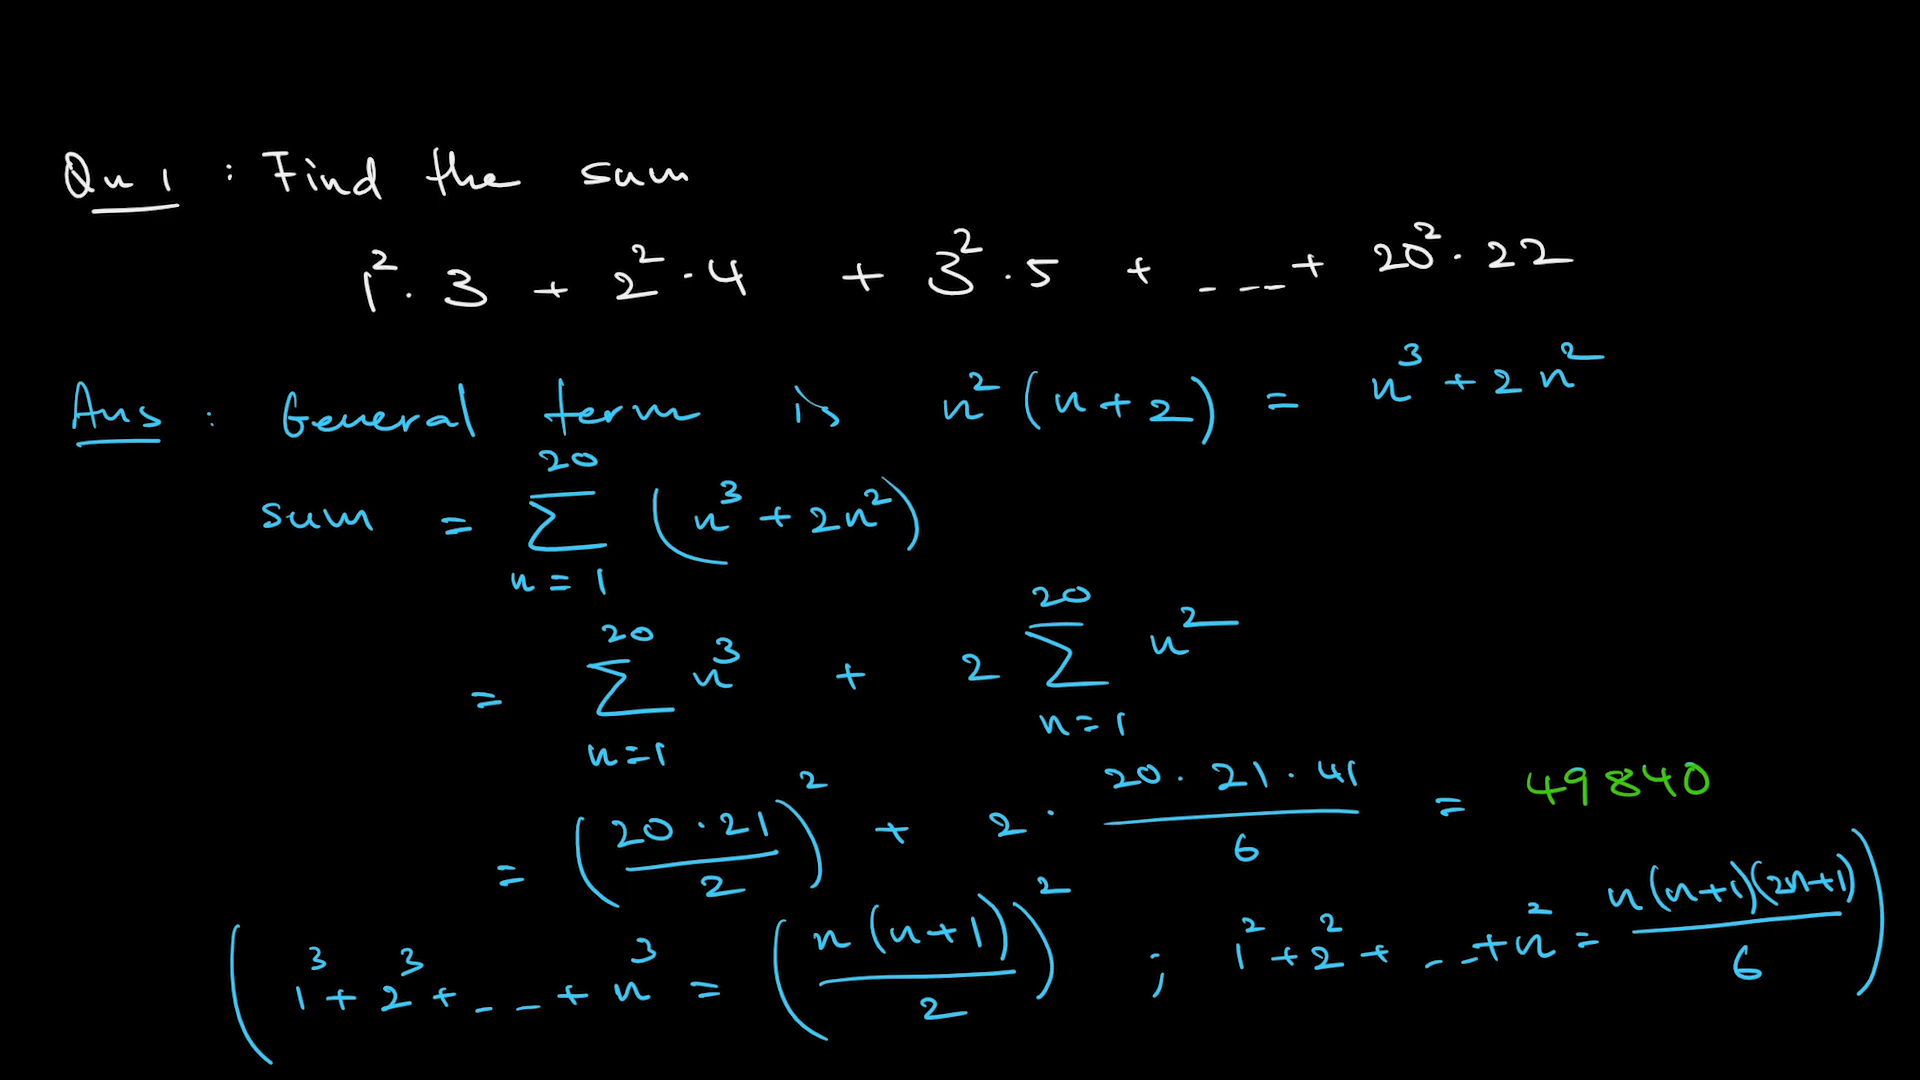 Qn 1 : Find the sum
1² · 3 + 2² · 4 + 3² · 5 + - - - + 20² · 22
Ans : General term is n² (n + 2) = n³ + 2n²
sum = ∑_{n = 1}^{20} (n³ + 2n²)
= ∑_{n=1}^{20} n³ + 2 ∑_{n=1}^{20} n²
= (20 · 21 / 2)² + 2 · 20 · 21 · 41 / 6 = 49840
(1³ + 2³ + - - + n³ = (n (n+1) / 2)² ; 1² + 2² + - - + n² = n (n+1)(2n+1) / 6)